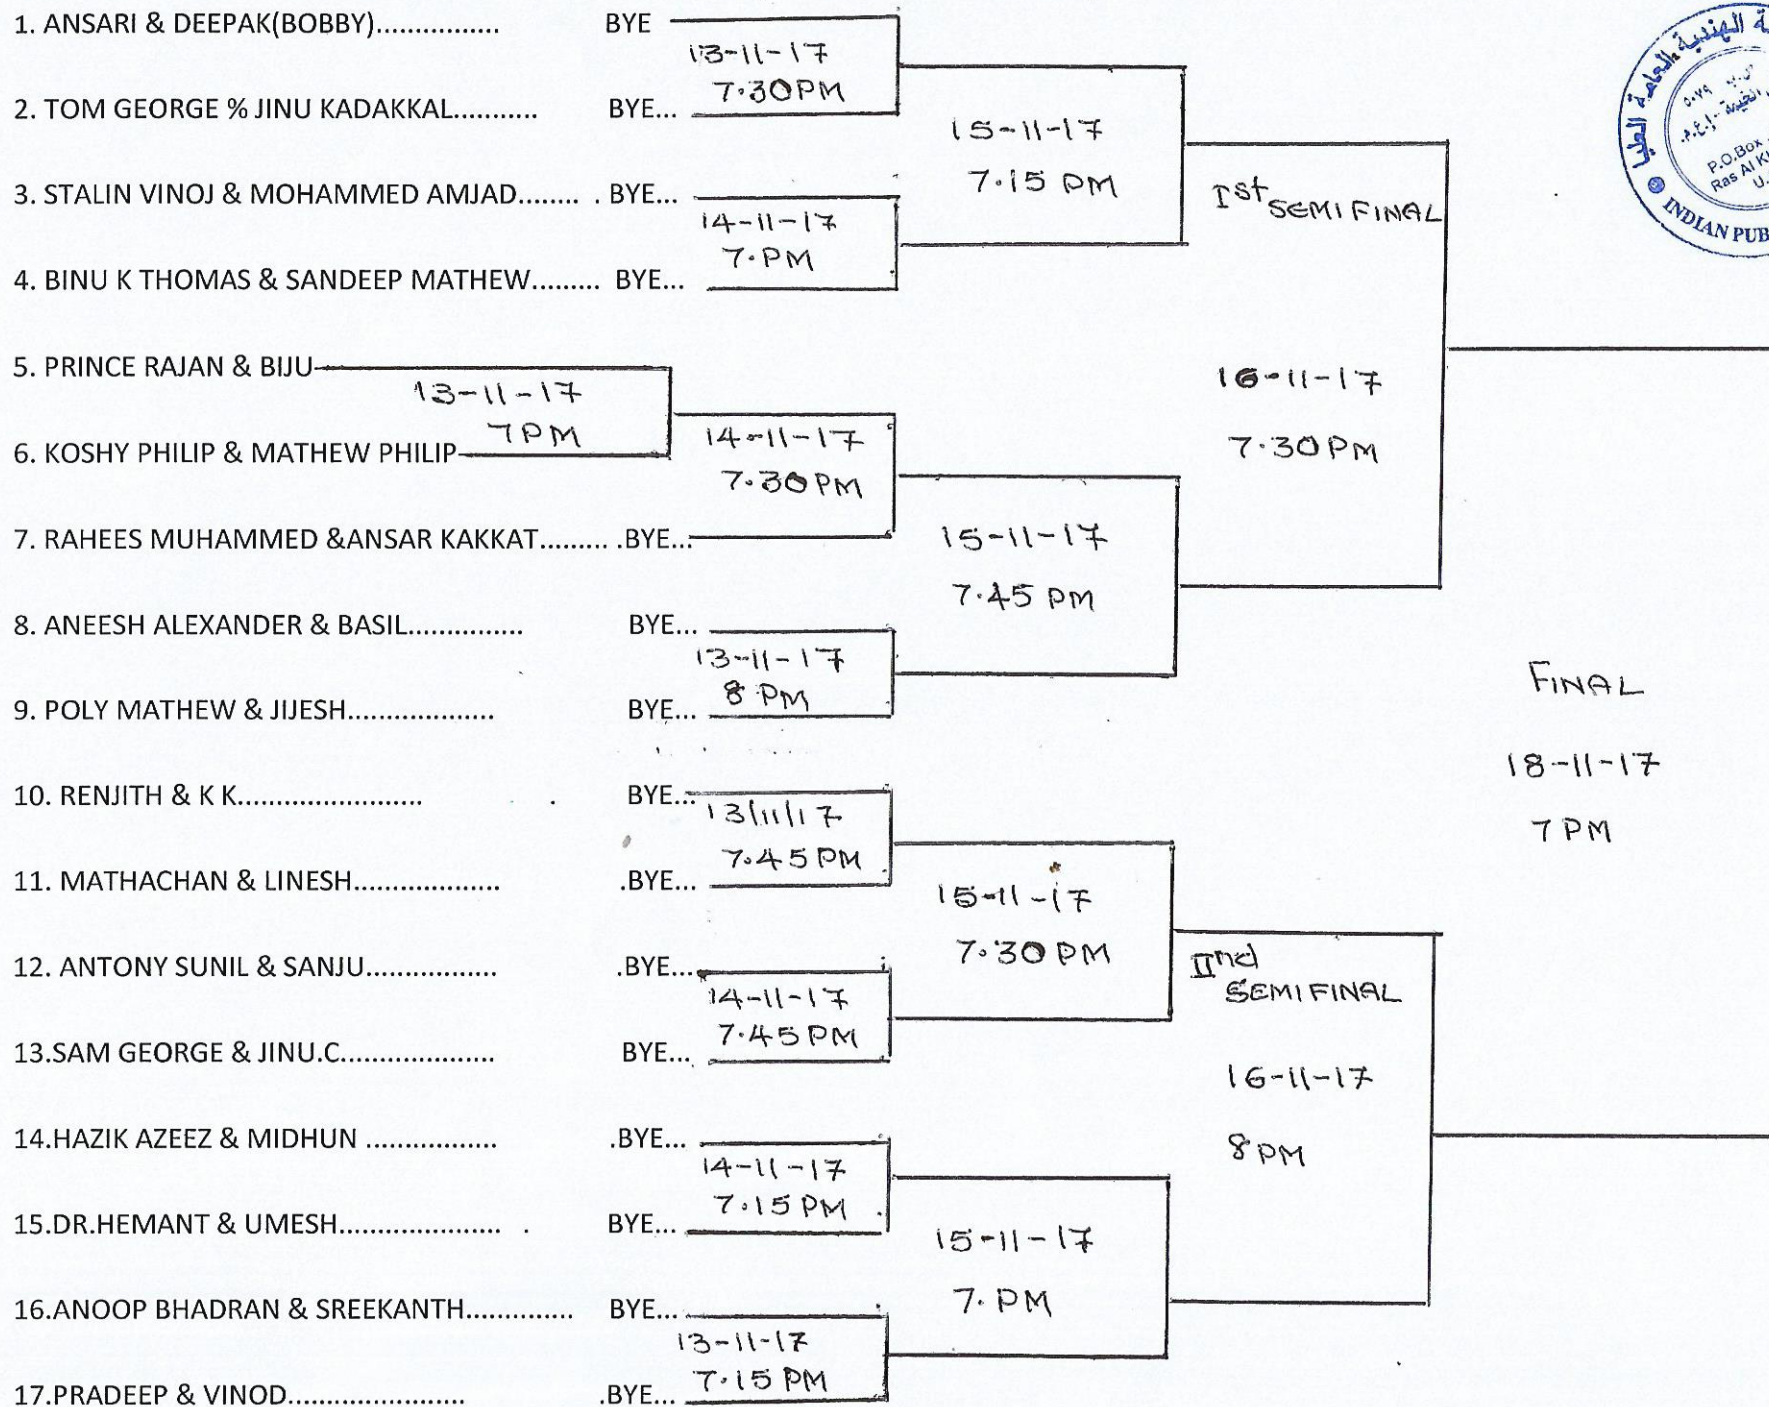 1. ANSARI & DEEPAK(BOBBY)................ BYE
13-11-17
7.30PM
2. TOM GEORGE % JINU KADAKKAL........... BYE...
15-11-17
7.15 PM
3. STALIN VINOJ & MOHAMMED AMJAD........ . BYE...
Ist SEMIFINAL
14-11-17
7.PM
4. BINU K THOMAS & SANDEEP MATHEW......... BYE...
5. PRINCE RAJAN & BIJU
13-11-17
7PM
16-11-17
7.30PM
6. KOSHY PHILIP & MATHEW PHILIP
14-11-17
7.30PM
7. RAHEES MUHAMMED &ANSAR KAKKAT......... .BYE...
15-11-17
7.45 PM
8. ANEESH ALEXANDER & BASIL............... BYE...
13-11-17
8 PM
9. POLY MATHEW & JIJESH................... BYE...
FINAL
18-11-17
7 PM
10. RENJITH & K K........................ . BYE...
13/11/17
7.45PM
11. MATHACHAN & LINESH................... .BYE...
15-11-17
7.30PM
12. ANTONY SUNIL & SANJU................. .BYE...
IInd
SEMIFINAL
14-11-17
7.45PM
13.SAM GEORGE & JINU.C.................... BYE...
16-11-17
8PM
14.HAZIK AZEEZ & MIDHUN ................. .BYE...
14-11-17
7.15PM
15.DR.HEMANT & UMESH..................... . BYE...
15-11-17
7. PM
16.ANOOP BHADRAN & SREEKANTH.............. BYE...
13-11-17
7.15PM
17.PRADEEP & VINOD....................... .BYE...
الهندية العامة العليا
P.O.Box
Ras Al
INDIAN